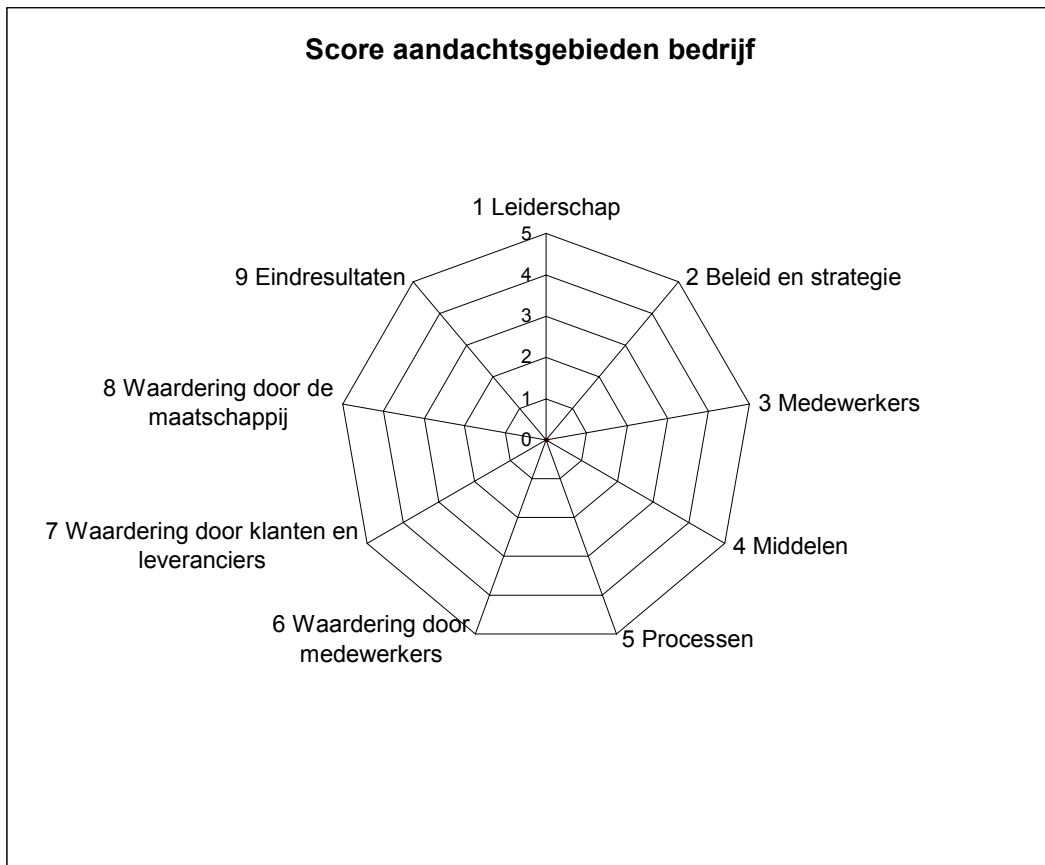 Score aandachtsgebieden bedrijf
1 Leiderschap
5
4
3
2
1
0
2 Beleid en strategie
3 Medewerkers
4 Middelen
5 Processen
6 Waardering door
medewerkers
7 Waardering door klanten en
leveranciers
8 Waardering door de
maatschappij
9 Eindresultaten